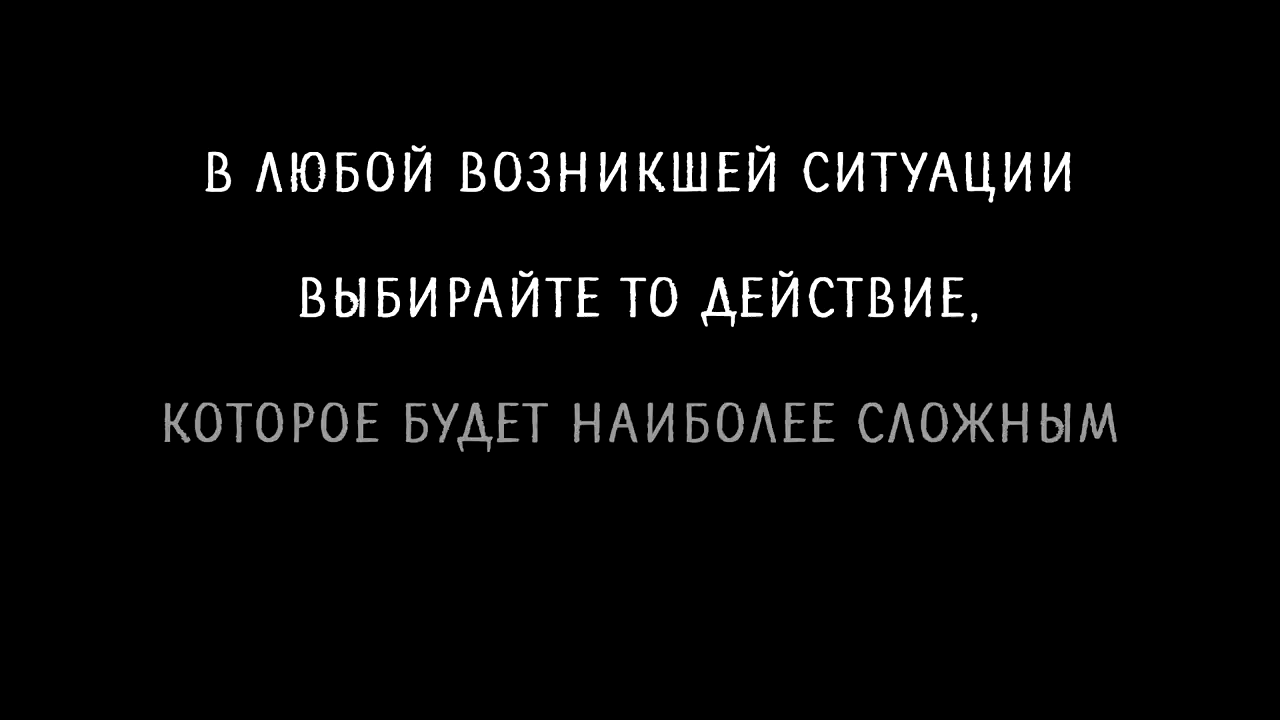 В ЛЮБОЙ ВОЗНИКШЕЙ СИТУАЦИИ
ВЫБИРАЙТЕ ТО ДЕЙСТВИЕ,
КОТОРОЕ БУДЕТ НАИБОЛЕЕ СЛОЖНЫМ